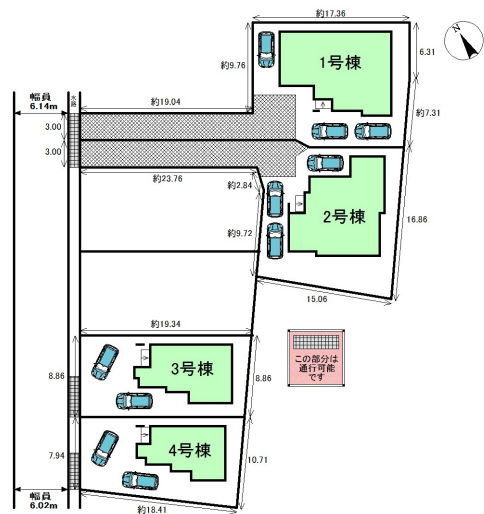 約17.36
N
約9.76
1号棟
6.31
幅員
6.14m
水路
約19.04
約7.31
3.00
3.00
23.76
約2.84
2号棟
16.86
約9.72
15.06
約19.34
この部分は
通行可能
です
3号棟
8.86
8.86
4号棟
7.94
10.71
幅員
6.02m
約18.41